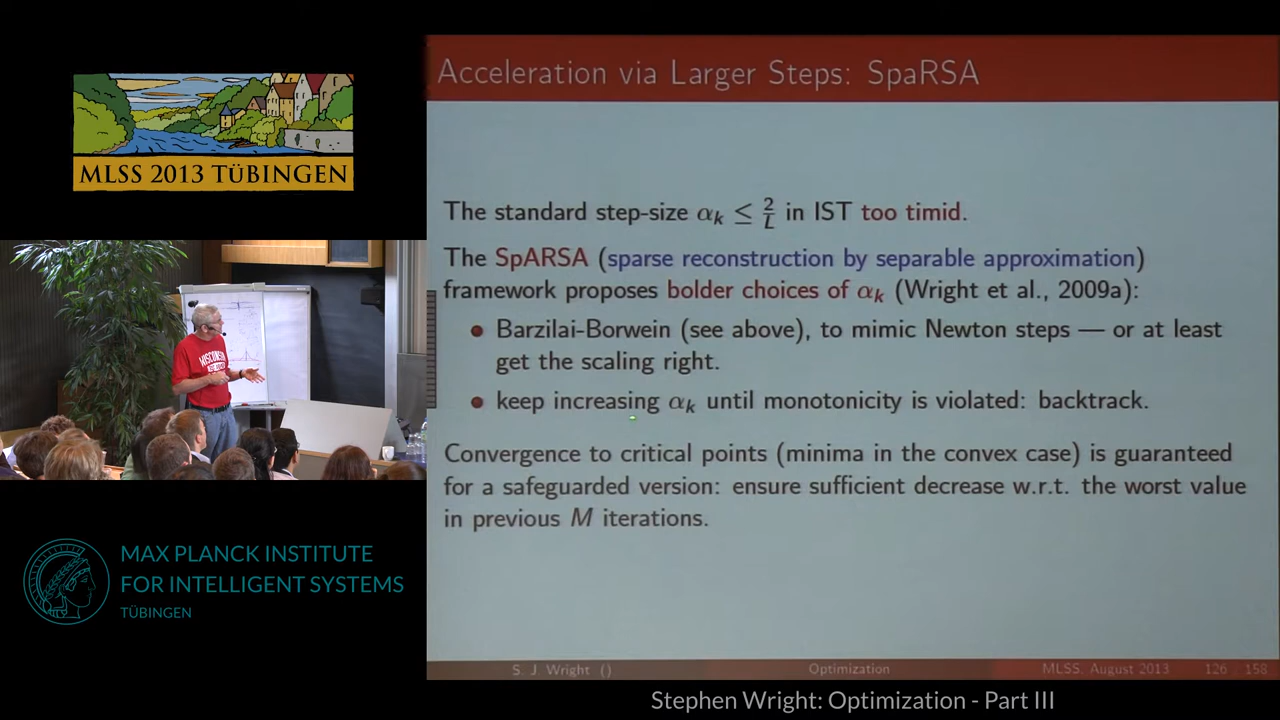 MLSS 2013 TÜBINGEN
WISCONSIN
MAX PLANCK INSTITUTE
FOR INTELLIGENT SYSTEMS
TÜBINGEN
Acceleration via Larger Steps: SpaRSA
The standard step-size αₖ ≤ 2/L in IST too timid.
The SpARSA (sparse reconstruction by separable approximation)
framework proposes bolder choices of αₖ (Wright et al., 2009a):
• Barzilai-Borwein (see above), to mimic Newton steps — or at least
get the scaling right.
• keep increasing αₖ until monotonicity is violated: backtrack.
Convergence to critical points (minima in the convex case) is guaranteed
for a safeguarded version: ensure sufficient decrease w.r.t. the worst value
in previous M iterations.
S. J. Wright ()
Optimization
MLSS, August 2013
126 / 158
Stephen Wright: Optimization - Part III